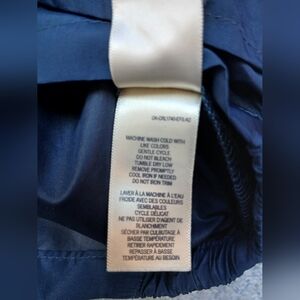 MACHINE WASH COLD WITH
LIKE COLORS
GENTLE CYCLE
DO NOT BLEACH
TUMBLE DRY LOW
REMOVE PROMPTLY
COOL IRON IF NEEDED
DO NOT IRON TRIM
LAVER À LA MACHINE À L'EAU
FROIDE AVEC DES COULEURS
SEMBLABLES
CYCLE DÉLICAT
NE PAS UTILISER D'AGENT DE
BLANCHIMENT
SÉCHER PAR CULBUTAGE À
BASSE TEMPÉRATURE
RETIRER RAPIDEMENT
REPASSER À BASSE
TEMPÉRATURE AU BESOIN